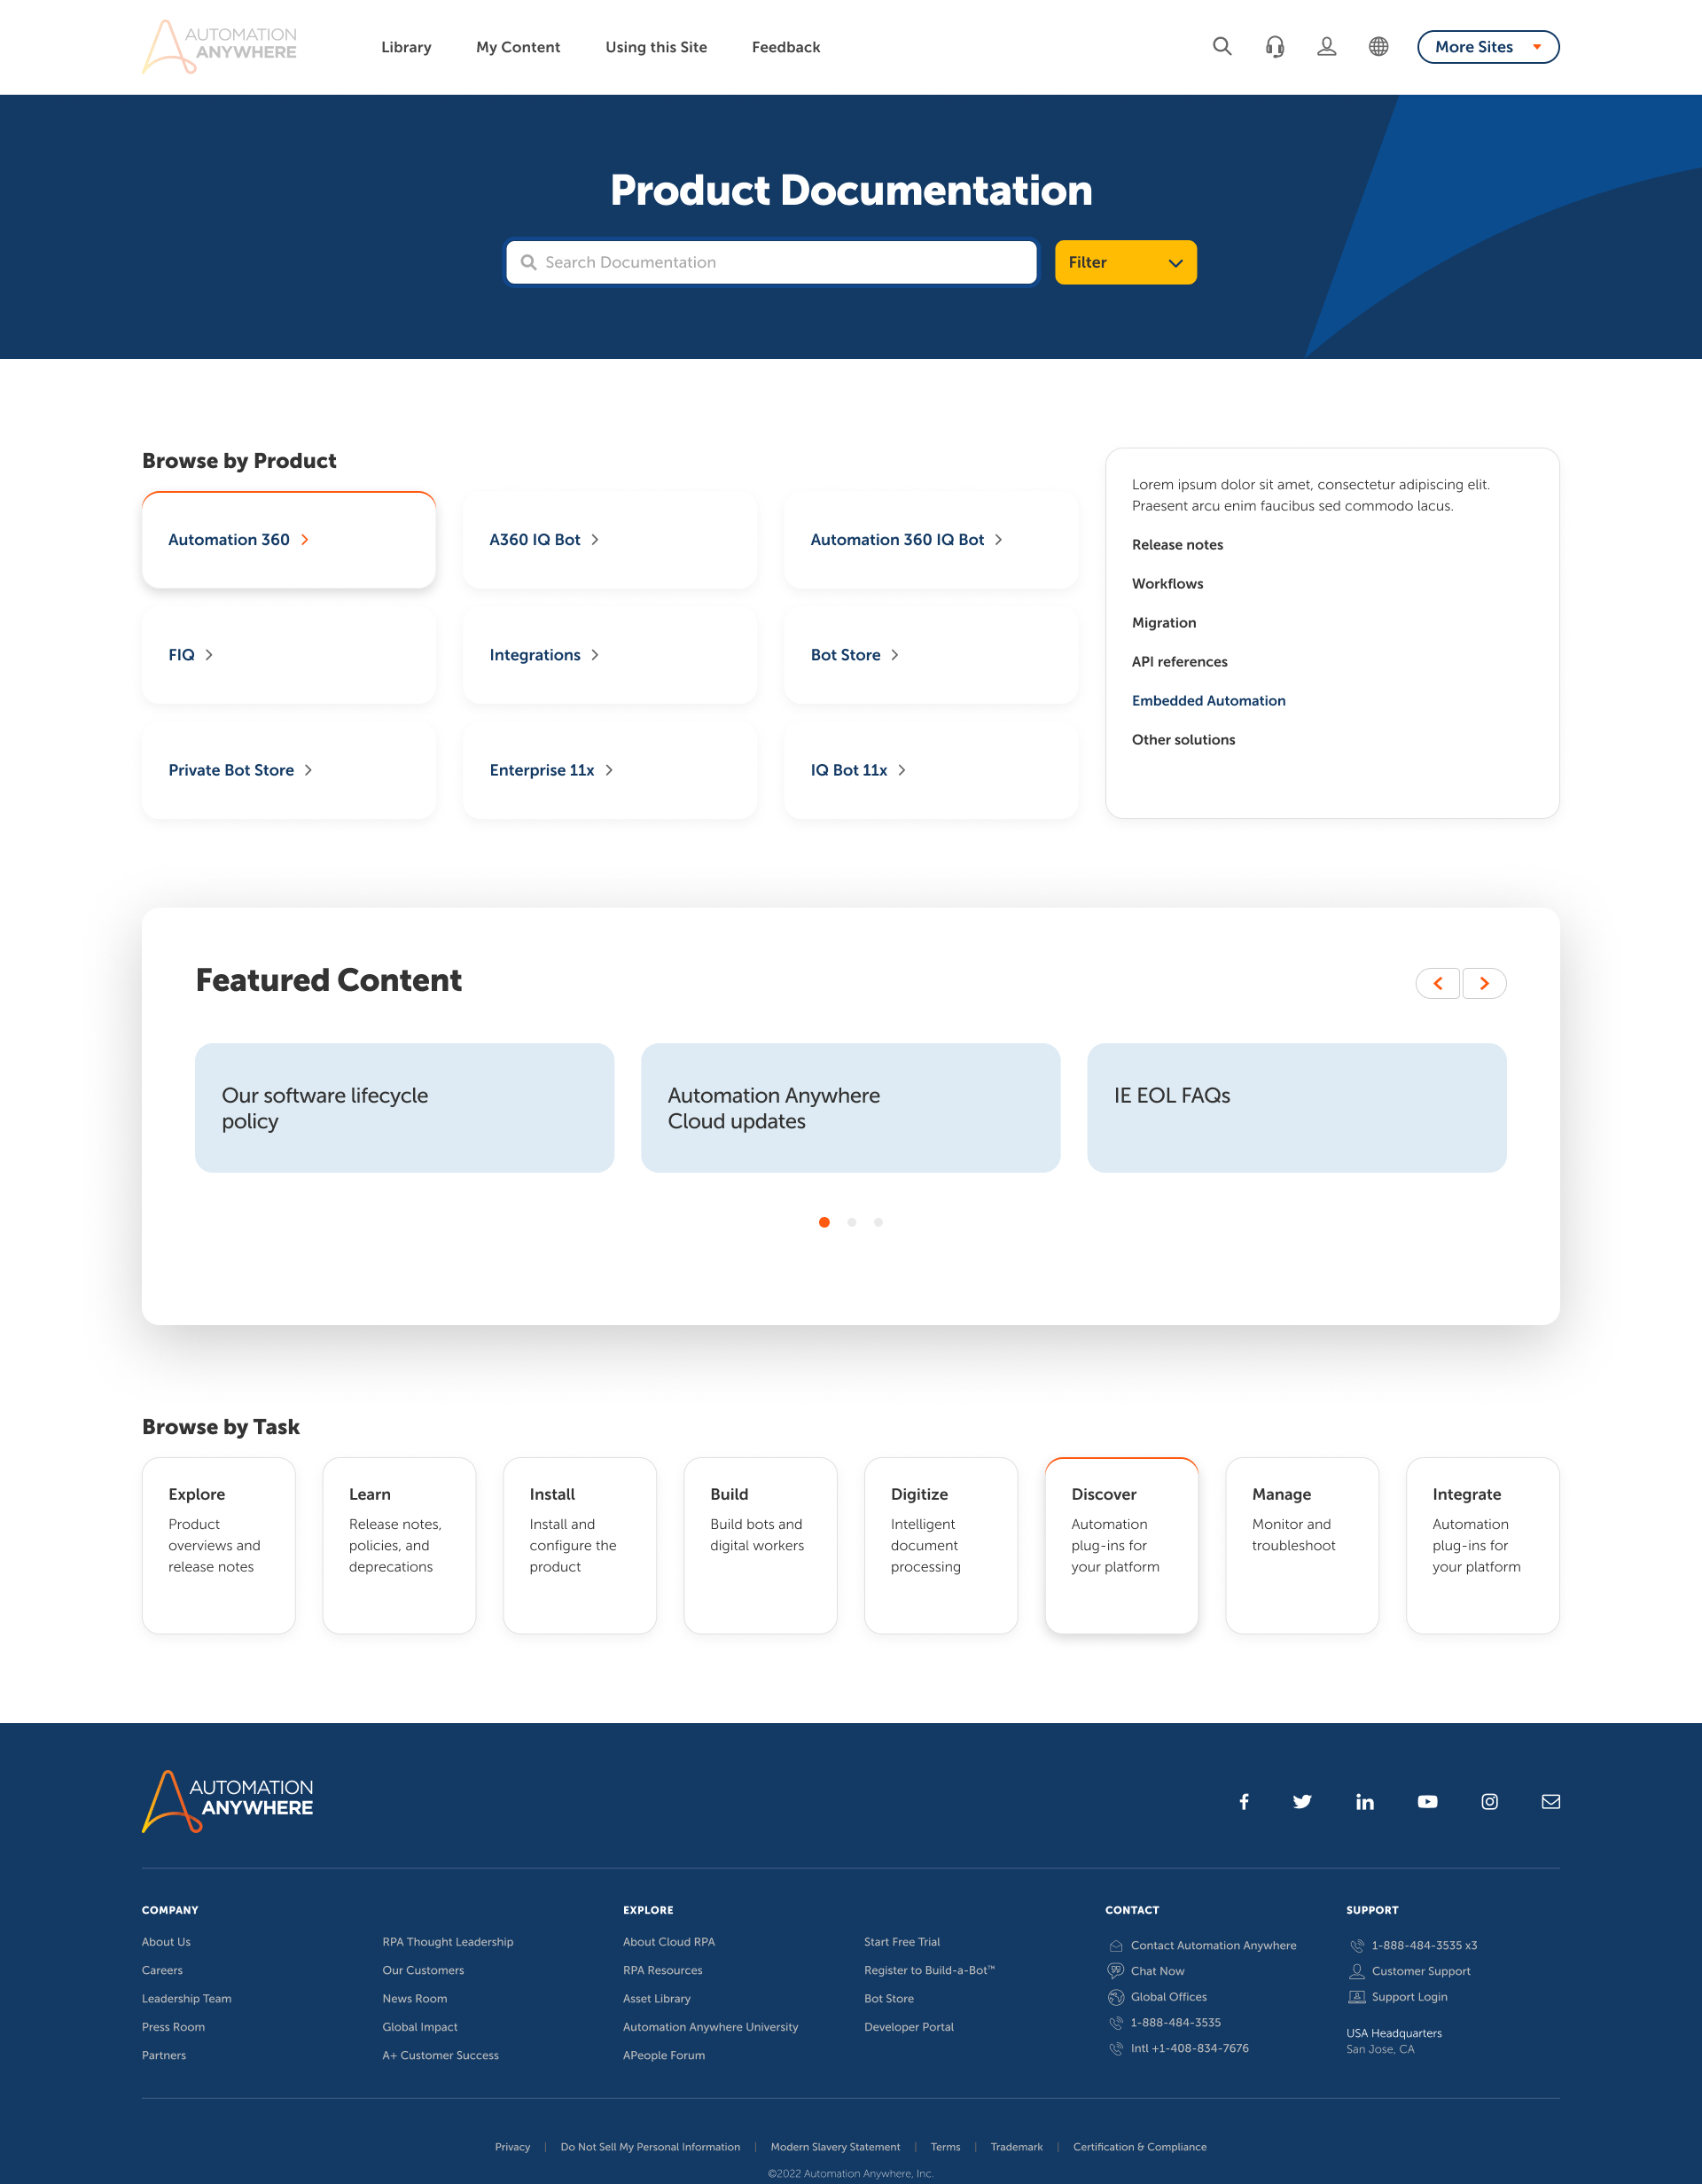 AUTOMATION
ANYWHERE
Library
My Content
Using this Site
Feedback
More Sites
Product Documentation
Search Documentation
Filter
Browse by Product
Automation 360
A360 IQ Bot
Automation 360 IQ Bot
FIQ
Integrations
Bot Store
Private Bot Store
Enterprise 11x
IQ Bot 11x
Lorem ipsum dolor sit amet, consectetur adipiscing elit.
Praesent arcu enim faucibus sed commodo lacus.
Release notes
Workflows
Migration
API references
Embedded Automation
Other solutions
Featured Content
Our software lifecycle
policy
Automation Anywhere
Cloud updates
IE EOL FAQs
Browse by Task
Explore
Product
overviews and
release notes
Learn
Release notes,
policies, and
deprecations
Install
Install and
configure the
product
Build
Build bots and
digital workers
Digitize
Intelligent
document
processing
Discover
Automation
plug-ins for
your platform
Manage
Monitor and
troubleshoot
Integrate
Automation
plug-ins for
your platform
AUTOMATION
ANYWHERE
COMPANY
About Us
Careers
Leadership Team
Press Room
Partners
RPA Thought Leadership
Our Customers
News Room
Global Impact
A+ Customer Success
EXPLORE
About Cloud RPA
RPA Resources
Asset Library
Automation Anywhere University
APeople Forum
Start Free Trial
Register to Build-a-Bot™
Bot Store
Developer Portal
CONTACT
Contact Automation Anywhere
Chat Now
Global Offices
1-888-484-3535
Intl +1-408-834-7676
SUPPORT
1-888-484-3535 x3
Customer Support
Support Login
USA Headquarters
San Jose, CA
Privacy | Do Not Sell My Personal Information | Modern Slavery Statement | Terms | Trademark | Certification & Compliance
©2022 Automation Anywhere, Inc.